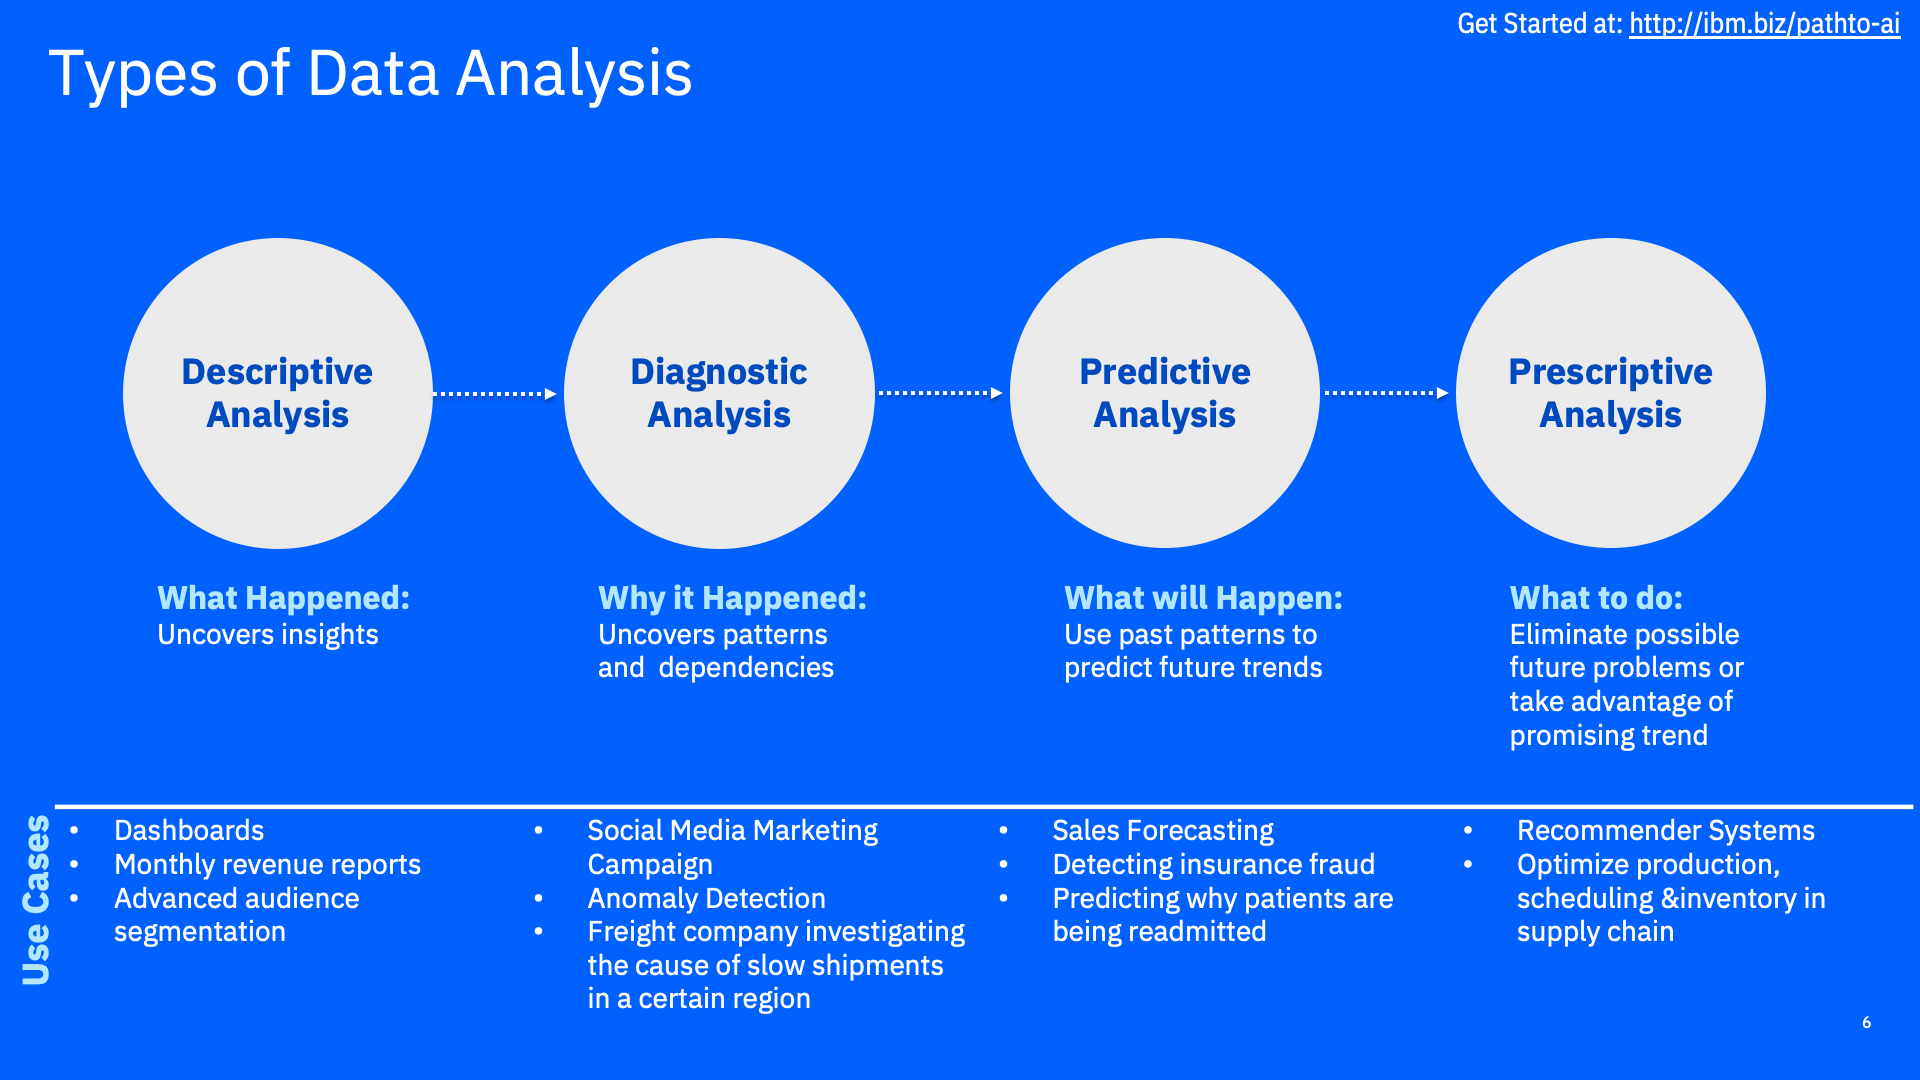 Get Started at: http://ibm.biz/pathto-ai
Types of Data Analysis
Descriptive
Analysis
Diagnostic
Analysis
Predictive
Analysis
Prescriptive
Analysis
What Happened:
Uncovers insights
Why it Happened:
Uncovers patterns
and  dependencies
What will Happen:
Use past patterns to
predict future trends
What to do:
Eliminate possible
future problems or
take advantage of
promising trend
Use Cases
• Dashboards
• Monthly revenue reports
• Advanced audience
segmentation
• Social Media Marketing
Campaign
• Anomaly Detection
• Freight company investigating
the cause of slow shipments
in a certain region
• Sales Forecasting
• Detecting insurance fraud
• Predicting why patients are
being readmitted
• Recommender Systems
• Optimize production,
scheduling &inventory in
supply chain
6